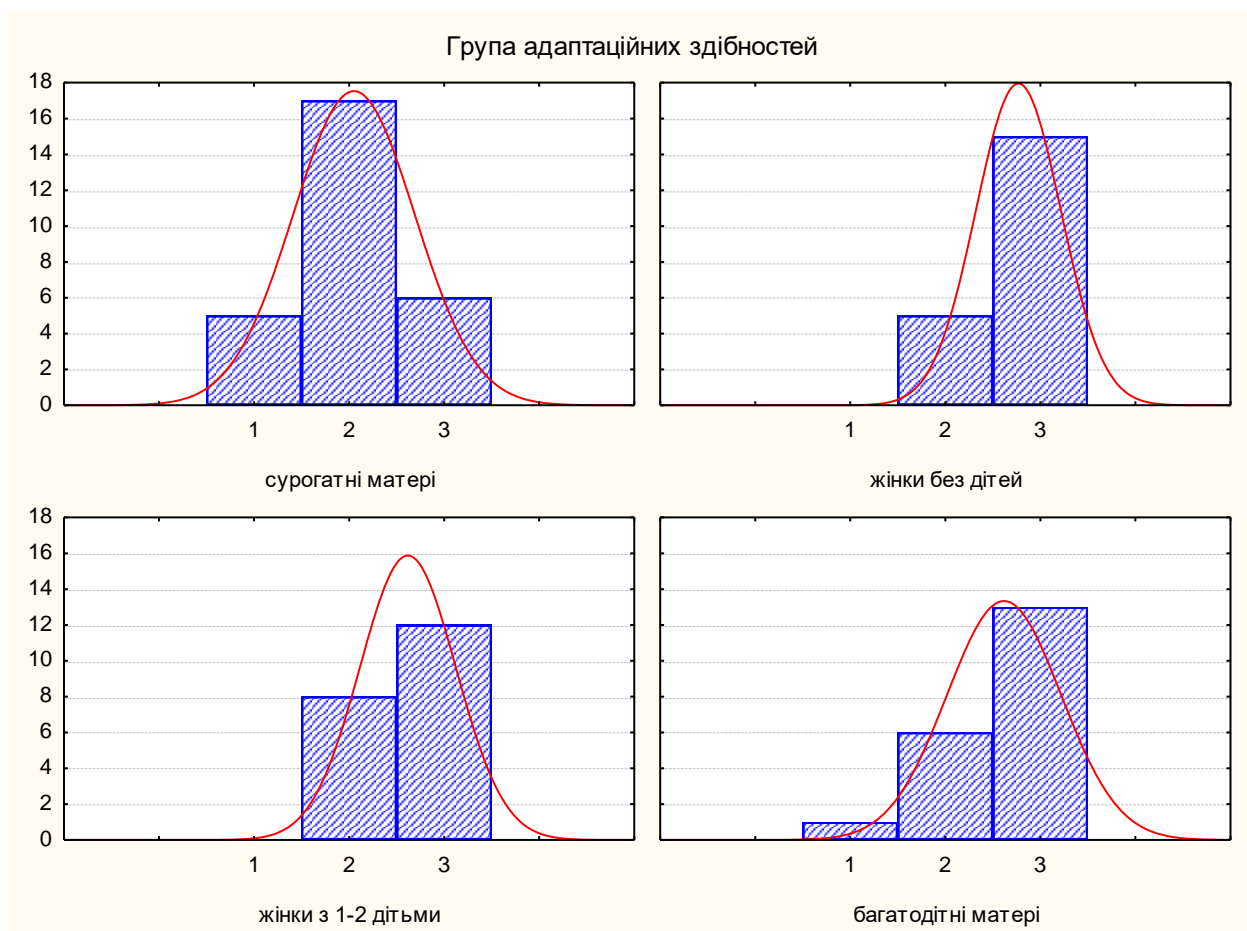 Група адаптаційних здібностей
18
16
14
12
10
8
6
4
2
0
1 2 3
1 2 3
сурогатні матері
жінки без дітей
18
16
14
12
10
8
6
4
2
0
1 2 3
1 2 3
жінки з 1-2 дітьми
багатодітні матері